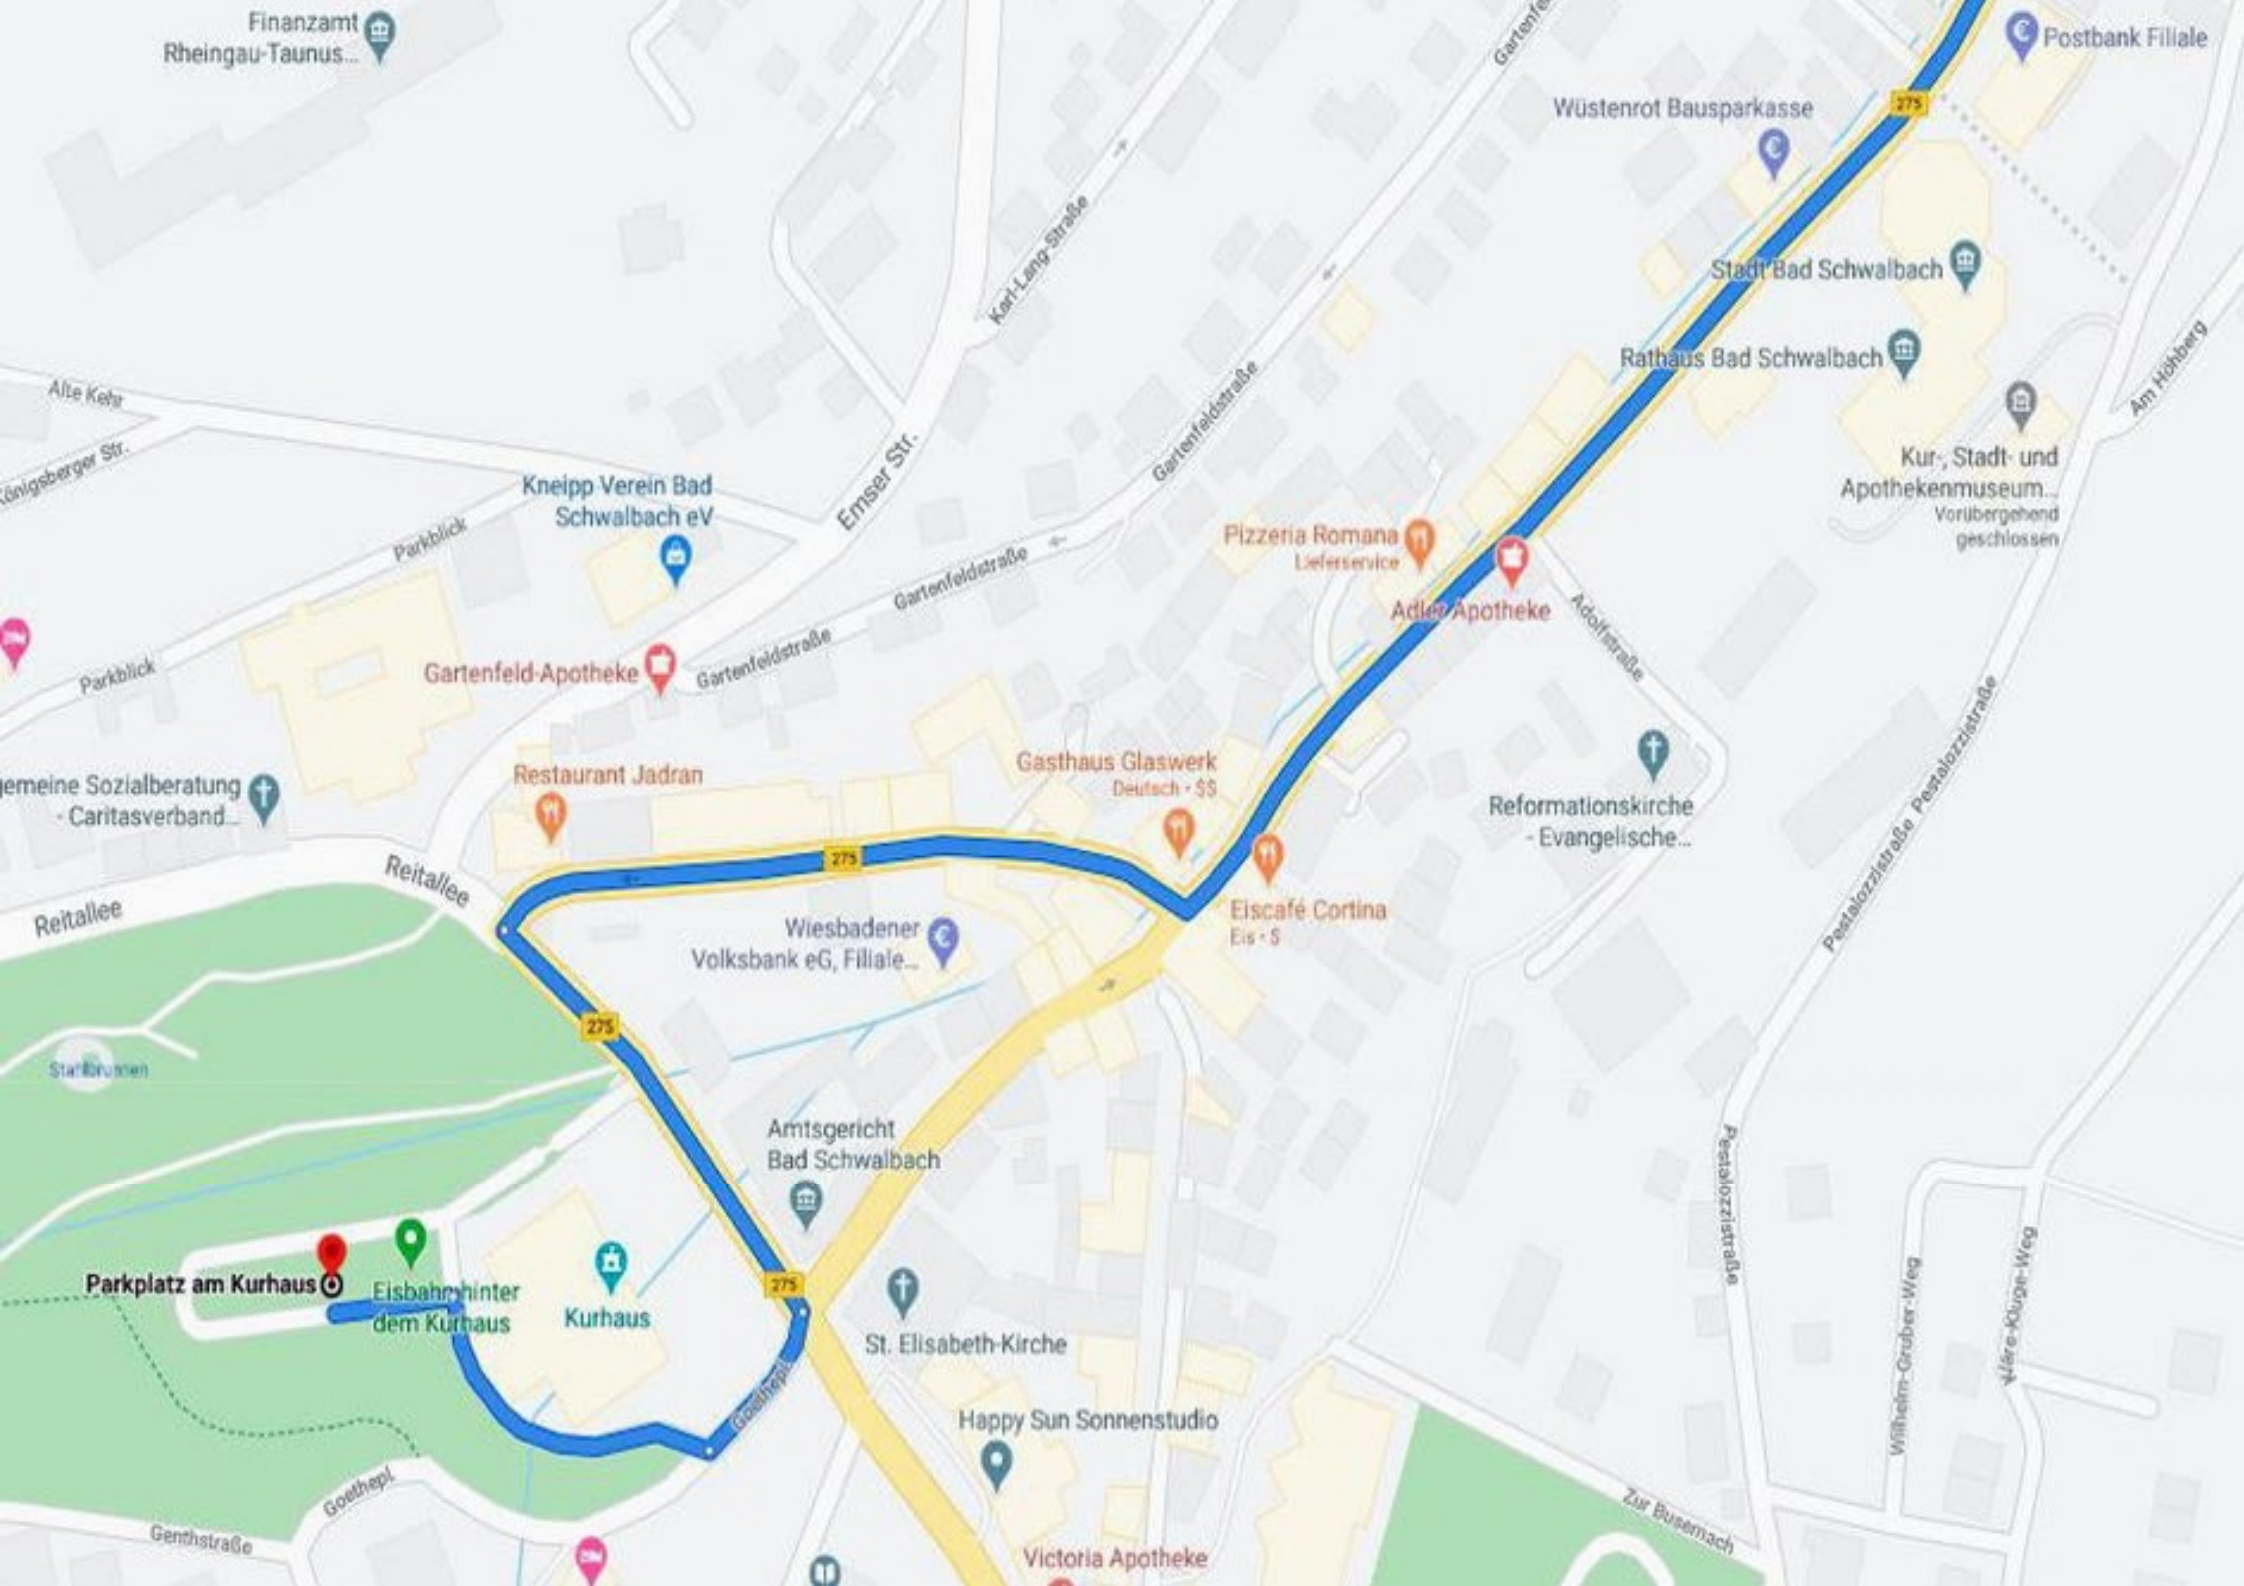 Finanzamt
Rheingau-Taunus...
Postbank Filiale
275
Wüstenrot Bausparkasse
Karl-Lang-Straße
Stadt Bad Schwalbach
Rathaus Bad Schwalbach
Am Höhberg
Alte Kehr
Kur-, Stadt- und
Apothekenmuseum...
Vorübergehend
geschlossen
Kneipp Verein Bad
Schwalbach eV
Emser Str.
Gartenfeldstraße
Parkblick
Pizzeria Romana
Lieferservice
Adler Apotheke
Gartenfeldstraße
Adolfstraße
Parkblick
Gartenfeld-Apotheke
Gartenfeldstraße
Pestalozzistraße
Pestalozzistraße
Restaurant Jadran
Gasthaus Glaswerk
Deutsch • $$
gemeine Sozialberatung
- Caritasverband...
Reformationskirche
- Evangelische...
275
Reitallee
Reitallee
Eiscafé Cortina
Eis • $
Wiesbadener
Volksbank eG, Filiale...
275
Stahlbrunnen
Amtsgericht
Bad Schwalbach
Pestalozzistraße
Parkplatz am Kurhaus
Eisbahn hinter
dem Kurhaus
Kurhaus
275
St. Elisabeth-Kirche
Wilhelm-Gruber-Weg
Kläre-Kluge-Weg
Goethepl.
Happy Sun Sonnenstudio
Goethepl.
Genthstraße
Zur Busemach
Victoria Apotheke